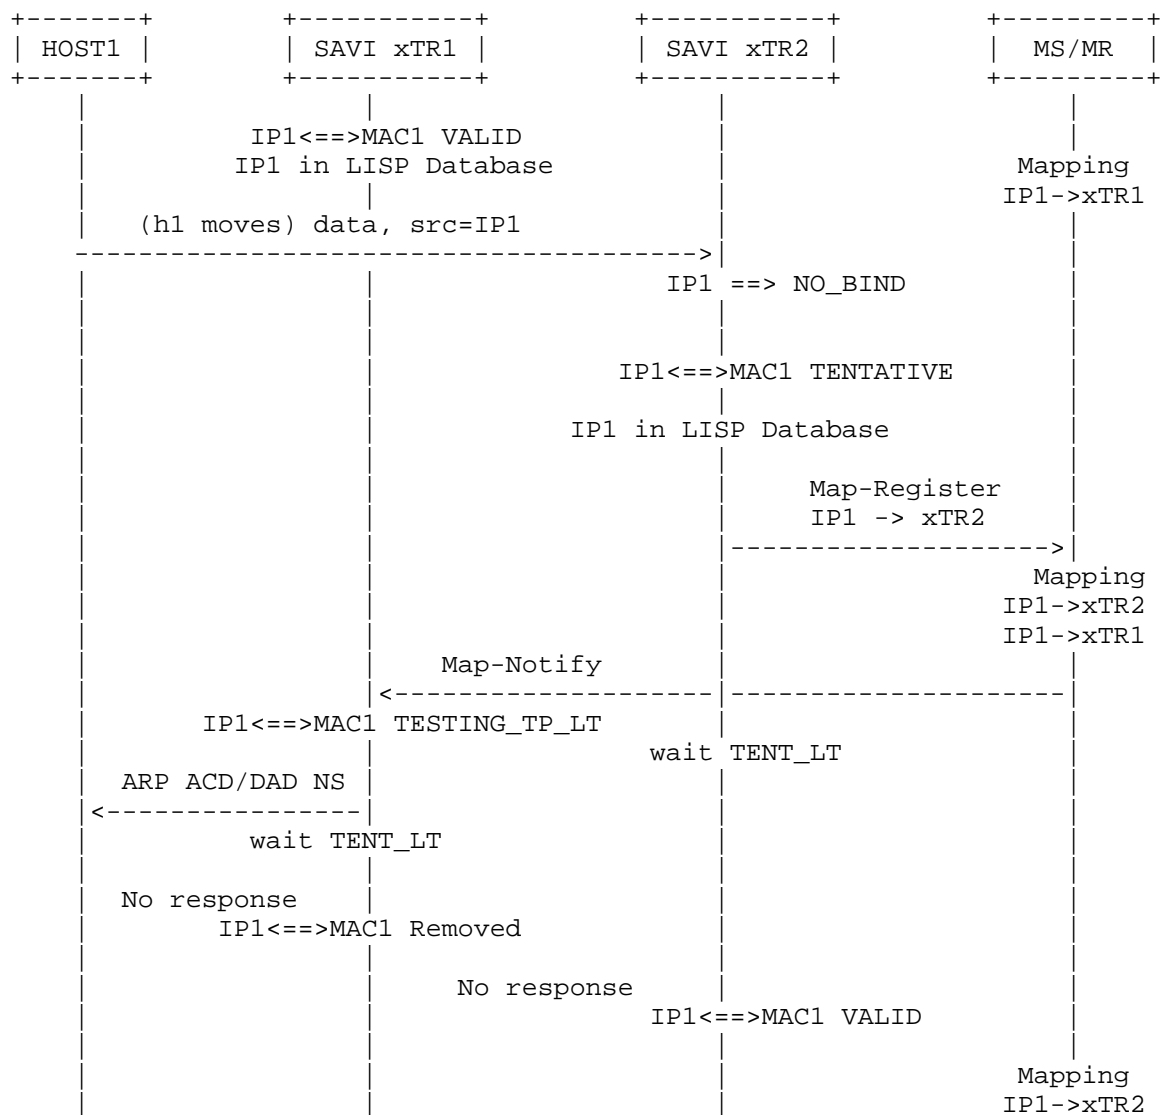 HOST1 SAVI xTR1 SAVI xTR2 MS/MR
IP1<==>MAC1 VALID
IP1 in LISP Database Mapping
IP1->xTR1
(h1 moves) data, src=IP1
IP1 ==> NO_BIND
IP1<==>MAC1 TENTATIVE
IP1 in LISP Database
Map-Register
IP1 -> xTR2
Mapping
IP1->xTR2
IP1->xTR1
Map-Notify
IP1<==>MAC1 TESTING_TP_LT
wait TENT_LT
ARP ACD/DAD NS
wait TENT_LT
No response
IP1<==>MAC1 Removed
No response
IP1<==>MAC1 VALID
Mapping
IP1->xTR2